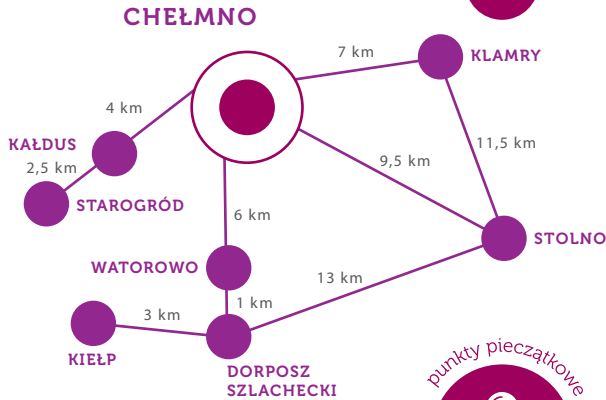 CHEŁMNO
7 km
KLAMRY
4 km
KAŁDUS
2,5 km
STAROGRÓD
11,5 km
9,5 km
6 km
STOLNO
WATOROWO
13 km
1 km
3 km
KIEŁP
DORPOSZ
SZLACHECKI
punkty pieczątkowe